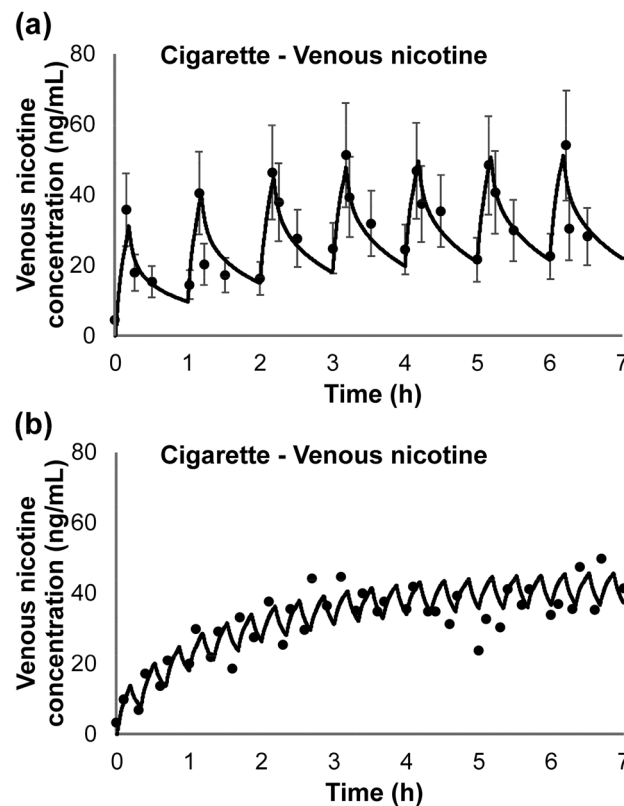 (a)
Cigarette - Venous nicotine
Venous nicotine
concentration (ng/mL)
80
60
40
20
0
0 1 2 3 4 5 6 7
Time (h)
(b)
Cigarette - Venous nicotine
Venous nicotine
concentration (ng/mL)
80
60
40
20
0
0 1 2 3 4 5 6 7
Time (h)